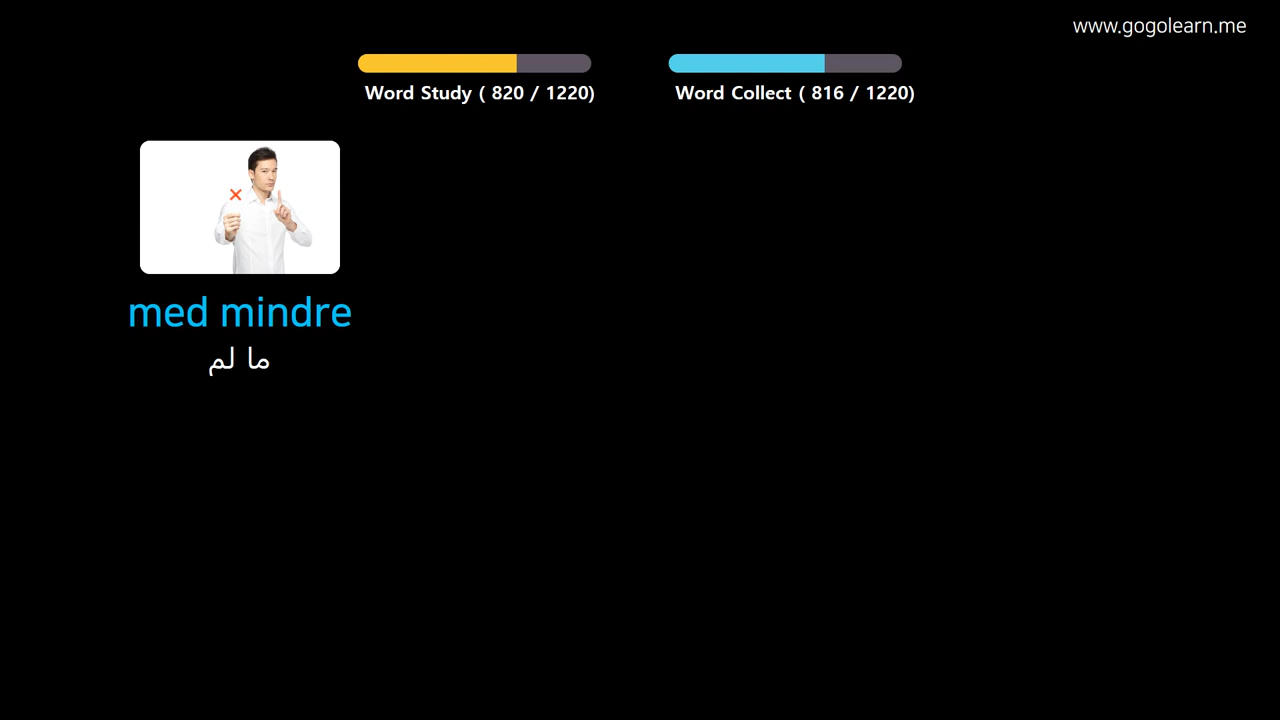 www.gogolearn.me
Word Study ( 820 / 1220)
Word Collect ( 816 / 1220)
med mindre
ما لم